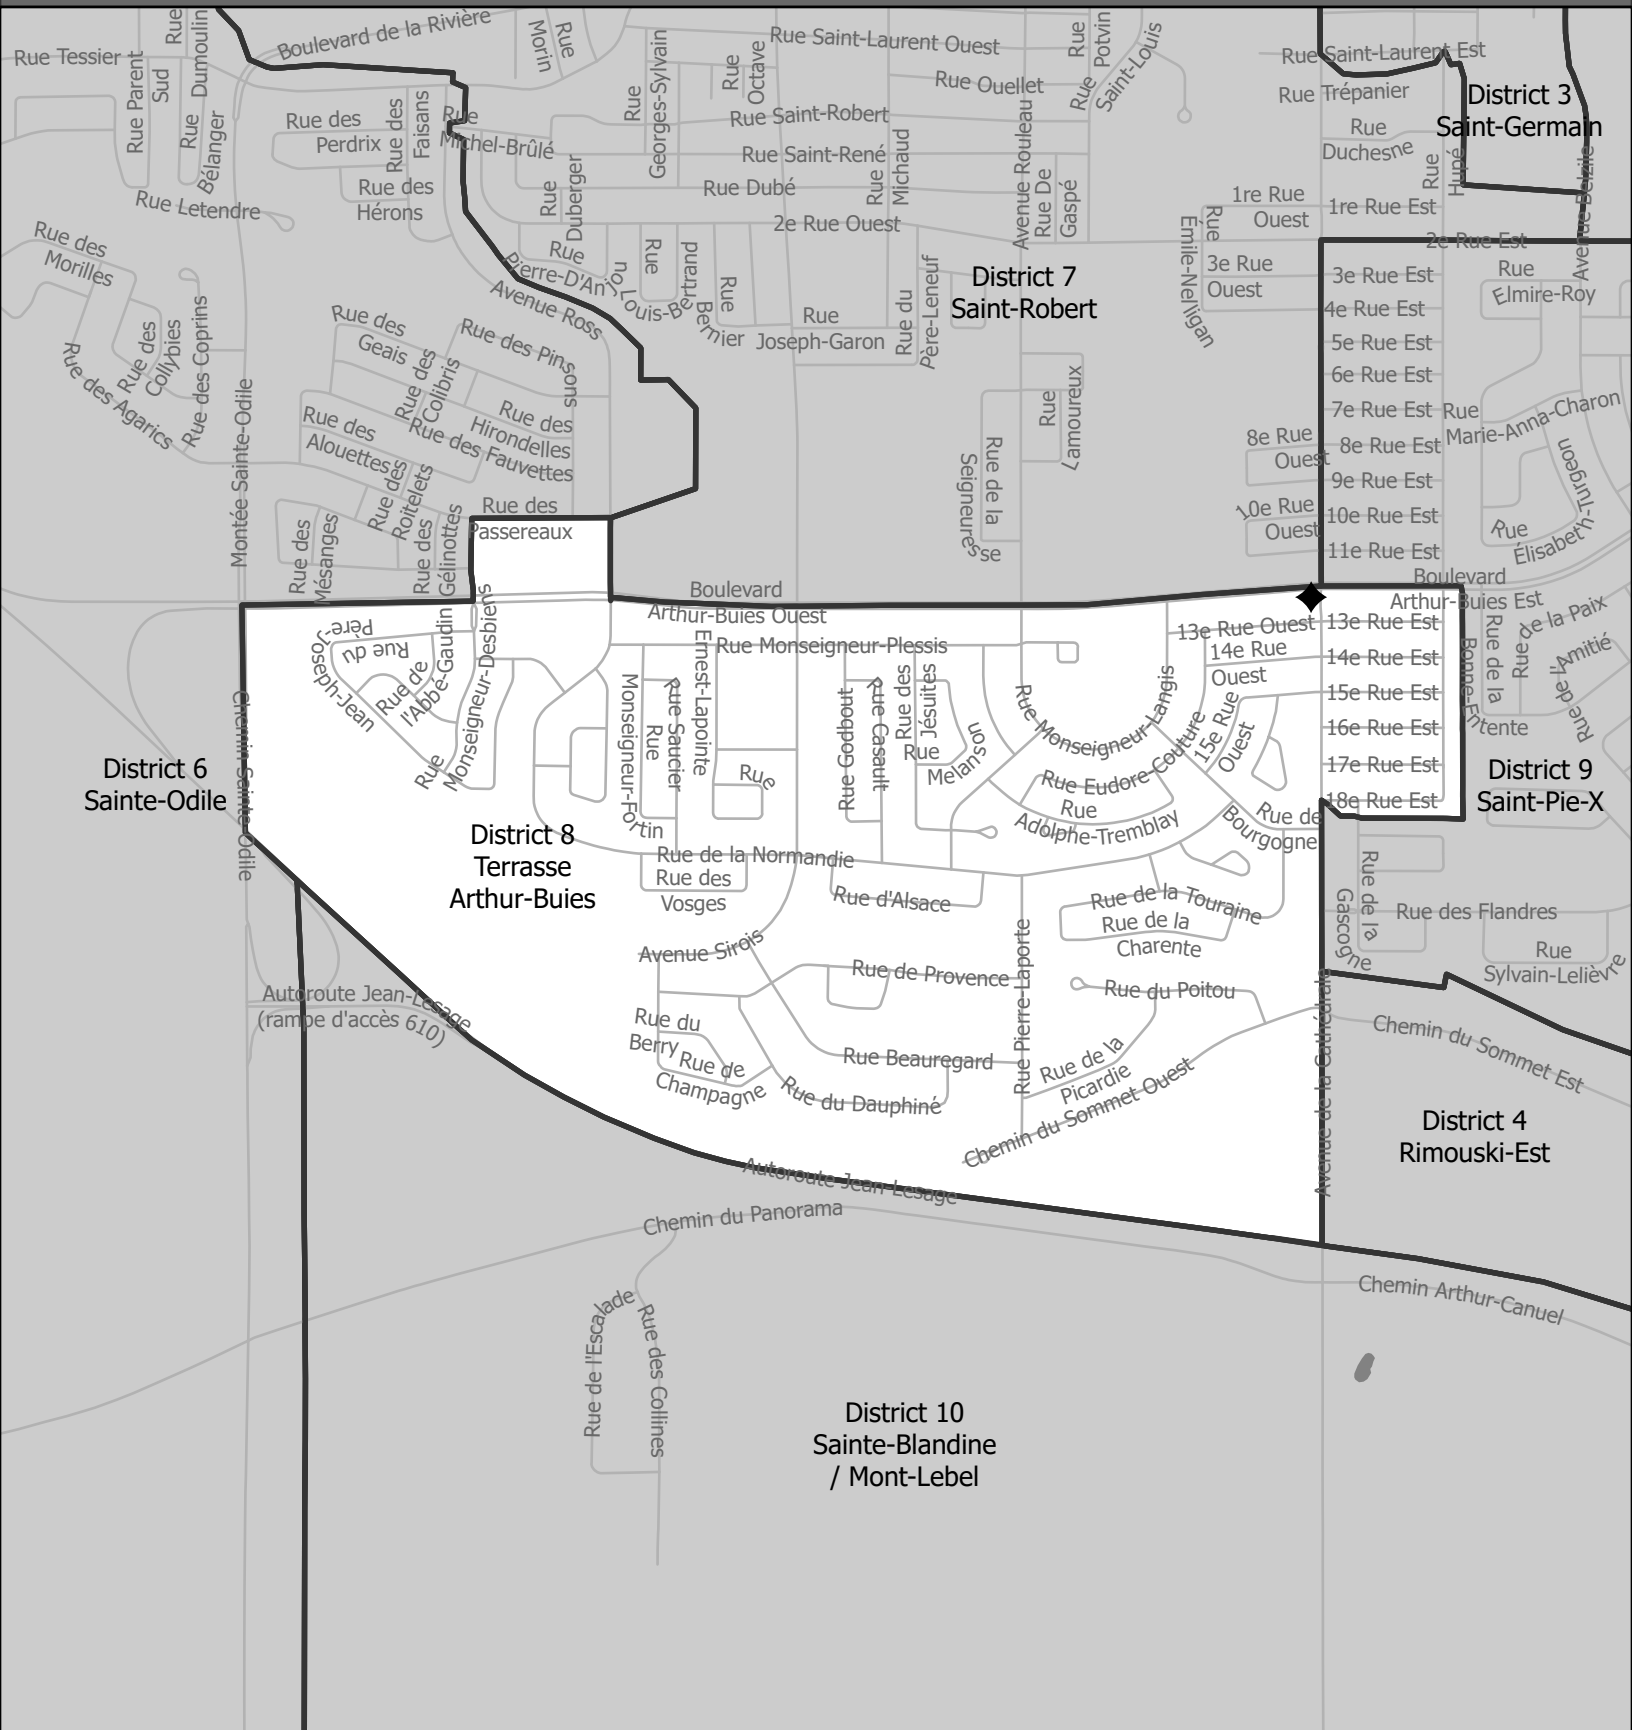 Rue Tessier
Rue Parent
Sud
Rue
Dumoulin
Rue
Bélanger
Rue Letendre
Boulevard de la Rivière
Rue des
Perdrix
Rue des
Faisans
Rue des
Hérons
Rue
Michel-Brûlé
Rue
Morin
Rue
Georges-Sylvain
Rue
Octave
Rue Saint-Laurent Ouest
Rue Ouellet
Rue Saint-Robert
Rue Saint-René
Rue Dubé
Rue
Michaud
2e Rue Ouest
Rue
Duberger
Rue
Potvin
Rue
Saint-Louis
Avenue Rouleau
Rue De
Gaspé
Rue Saint-Laurent Est
Rue Trépanier
Rue
Duchesne
Rue
Hupé
District 3
Saint-Germain
Avenue Belzile
1re Rue
Ouest
1re Rue Est
2e Rue Est
Rue
Émile-Nelligan
3e Rue
Ouest
3e Rue Est
4e Rue Est
5e Rue Est
6e Rue Est
7e Rue Est
8e Rue Est
9e Rue Est
10e Rue Est
11e Rue Est
8e Rue
Ouest
10e Rue
Ouest
Rue
Elmire-Roy
Rue
Marie-Anna-Charon
Rue
Élisabeth-Turgeon
Rue des
Morilles
Rue des
Collybies
Rue des Coprins
Rue des Agarics
Montée Sainte-Odile
Rue des
Geais
Rue des Pinsons
Rue des
Colibris
Rue des
Hirondelles
Rue des Fauvettes
Rue des
Alouettes
Rue des
Roitelets
Rue des
Mésanges
Rue des
Gélinottes
Rue des
Passereaux
Rue
Pierre-D'Anjou
Avenue Ross
Rue
Louis-Bertrand
Rue
Bernier
Rue
Joseph-Garon
Rue du
Père-Leneuf
District 7
Saint-Robert
Rue
Lamoureux
Rue de la
Seigneuresse
Boulevard
Arthur-Buies Ouest
Boulevard
Arthur-Buies Est
Rue du
Père-Joseph-Jean
Rue de
l'Abbé-Gaudin
Rue
Monseigneur-Desbiens
Chemin Sainte-Odile
District 6
Sainte-Odile
District 8
Terrasse
Arthur-Buies
Rue Monseigneur-Plessis
Rue
Monseigneur-Fortin
Rue Saucier
Rue
Ernest-Lapointe
Rue Godbout
Rue Casault
Rue des
Jésuites
Rue
Melanson
Rue Monseigneur-Langis
Rue Eudore-Couture
Rue
Adolphe-Tremblay
13e Rue Ouest
14e Rue
Ouest
15e Rue
Ouest
13e Rue Est
14e Rue Est
15e Rue Est
16e Rue Est
17e Rue Est
18e Rue Est
Rue de la
Bonne-Entente
Rue
de la Paix
Rue de l'Amitié
District 9
Saint-Pie-X
Rue de
Bourgogne
Rue de la Normandie
Rue des
Vosges
Rue d'Alsace
Rue de la Touraine
Rue de la
Charente
Rue de la
Gascogne
Rue des Flandres
Rue
Sylvain-Lelièvre
Avenue Sirois
Rue de Provence
Rue Pierre-Laporte
Rue du Poitou
Autoroute Jean-Lesage
(rampe d'accès 610)
Rue du
Berry
Rue de
Champagne
Rue Beauregard
Rue du Dauphiné
Rue de la
Picardie
Chemin du Sommet Ouest
Chemin du Sommet Est
Avenue de la Cathédrale
District 4
Rimouski-Est
Autoroute Jean-Lesage
Chemin du Panorama
Chemin Arthur-Canuel
Rue de l'Escalade
Rue des Collines
District 10
Sainte-Blandine
/ Mont-Lebel